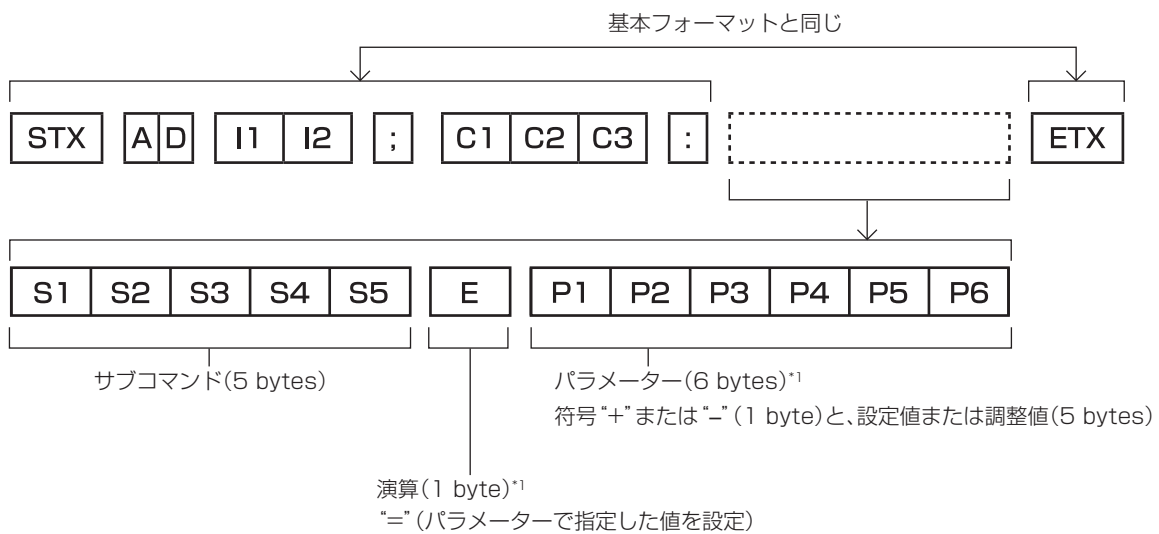 基本フォーマットと同じ
STX A D I1 I2 ; C1 C2 C3 : ETX
S1 S2 S3 S4 S5 E P1 P2 P3 P4 P5 P6
サブコマンド(5 bytes)
パラメーター(6 bytes)*1
符号“+”または“−”(1 byte)と、設定値または調整値(5 bytes)
演算(1 byte)*1
“=”(パラメーターで指定した値を設定)